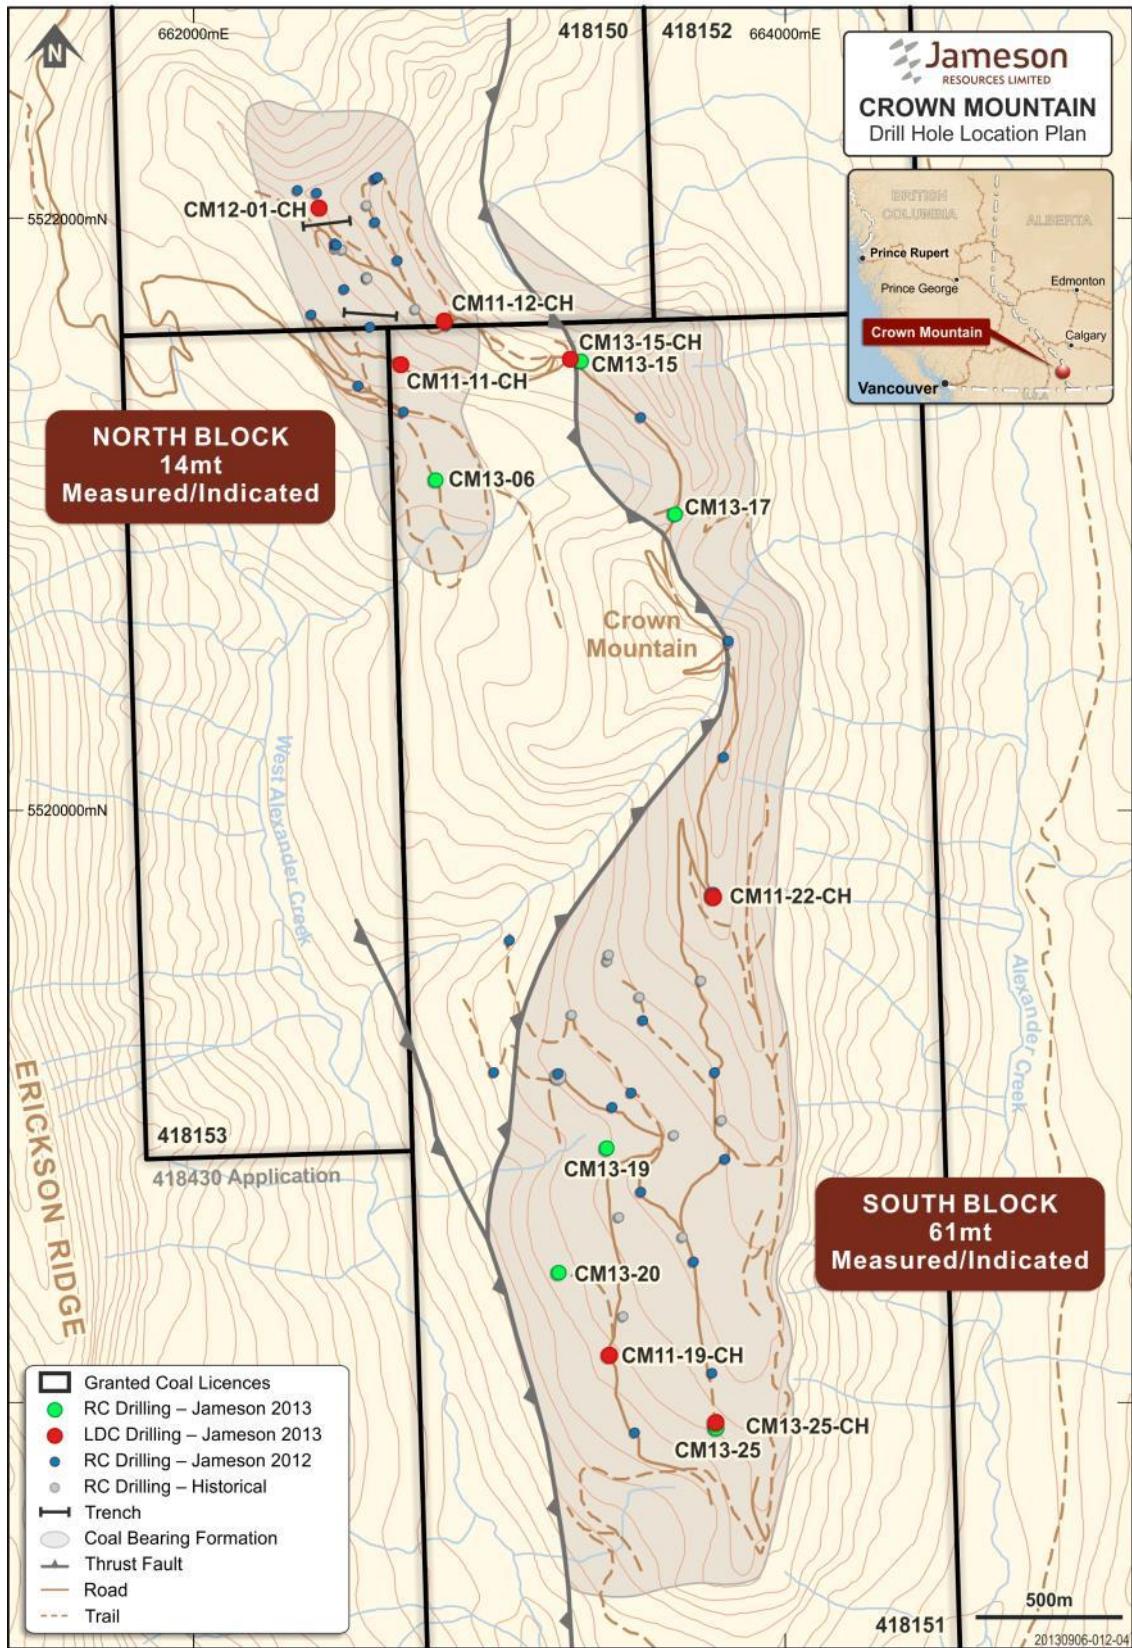 N
662000mE
418150
418152
664000mE
Jameson
RESOURCES LIMITED
CROWN MOUNTAIN
Drill Hole Location Plan
BRITISH
COLUMBIA
ALBERTA
Prince Rupert
Prince George
Edmonton
Crown Mountain
Calgary
Vancouver
U.S.A
5522000mN
CM12-01-CH
CM11-12-CH
CM13-15-CH
CM13-15
CM11-11-CH
NORTH BLOCK
14mt
Measured/Indicated
CM13-06
CM13-17
Crown
Mountain
West Alexander Creek
5520000mN
CM11-22-CH
Alexander Creek
ERICKSON RIDGE
418153
418430 Application
CM13-19
SOUTH BLOCK
61mt
Measured/Indicated
CM13-20
CM11-19-CH
CM13-25-CH
CM13-25
Granted Coal Licences
RC Drilling – Jameson 2013
LDC Drilling – Jameson 2013
RC Drilling – Jameson 2012
RC Drilling – Historical
Trench
Coal Bearing Formation
Thrust Fault
Road
Trail
500m
418151
20130906-012-04